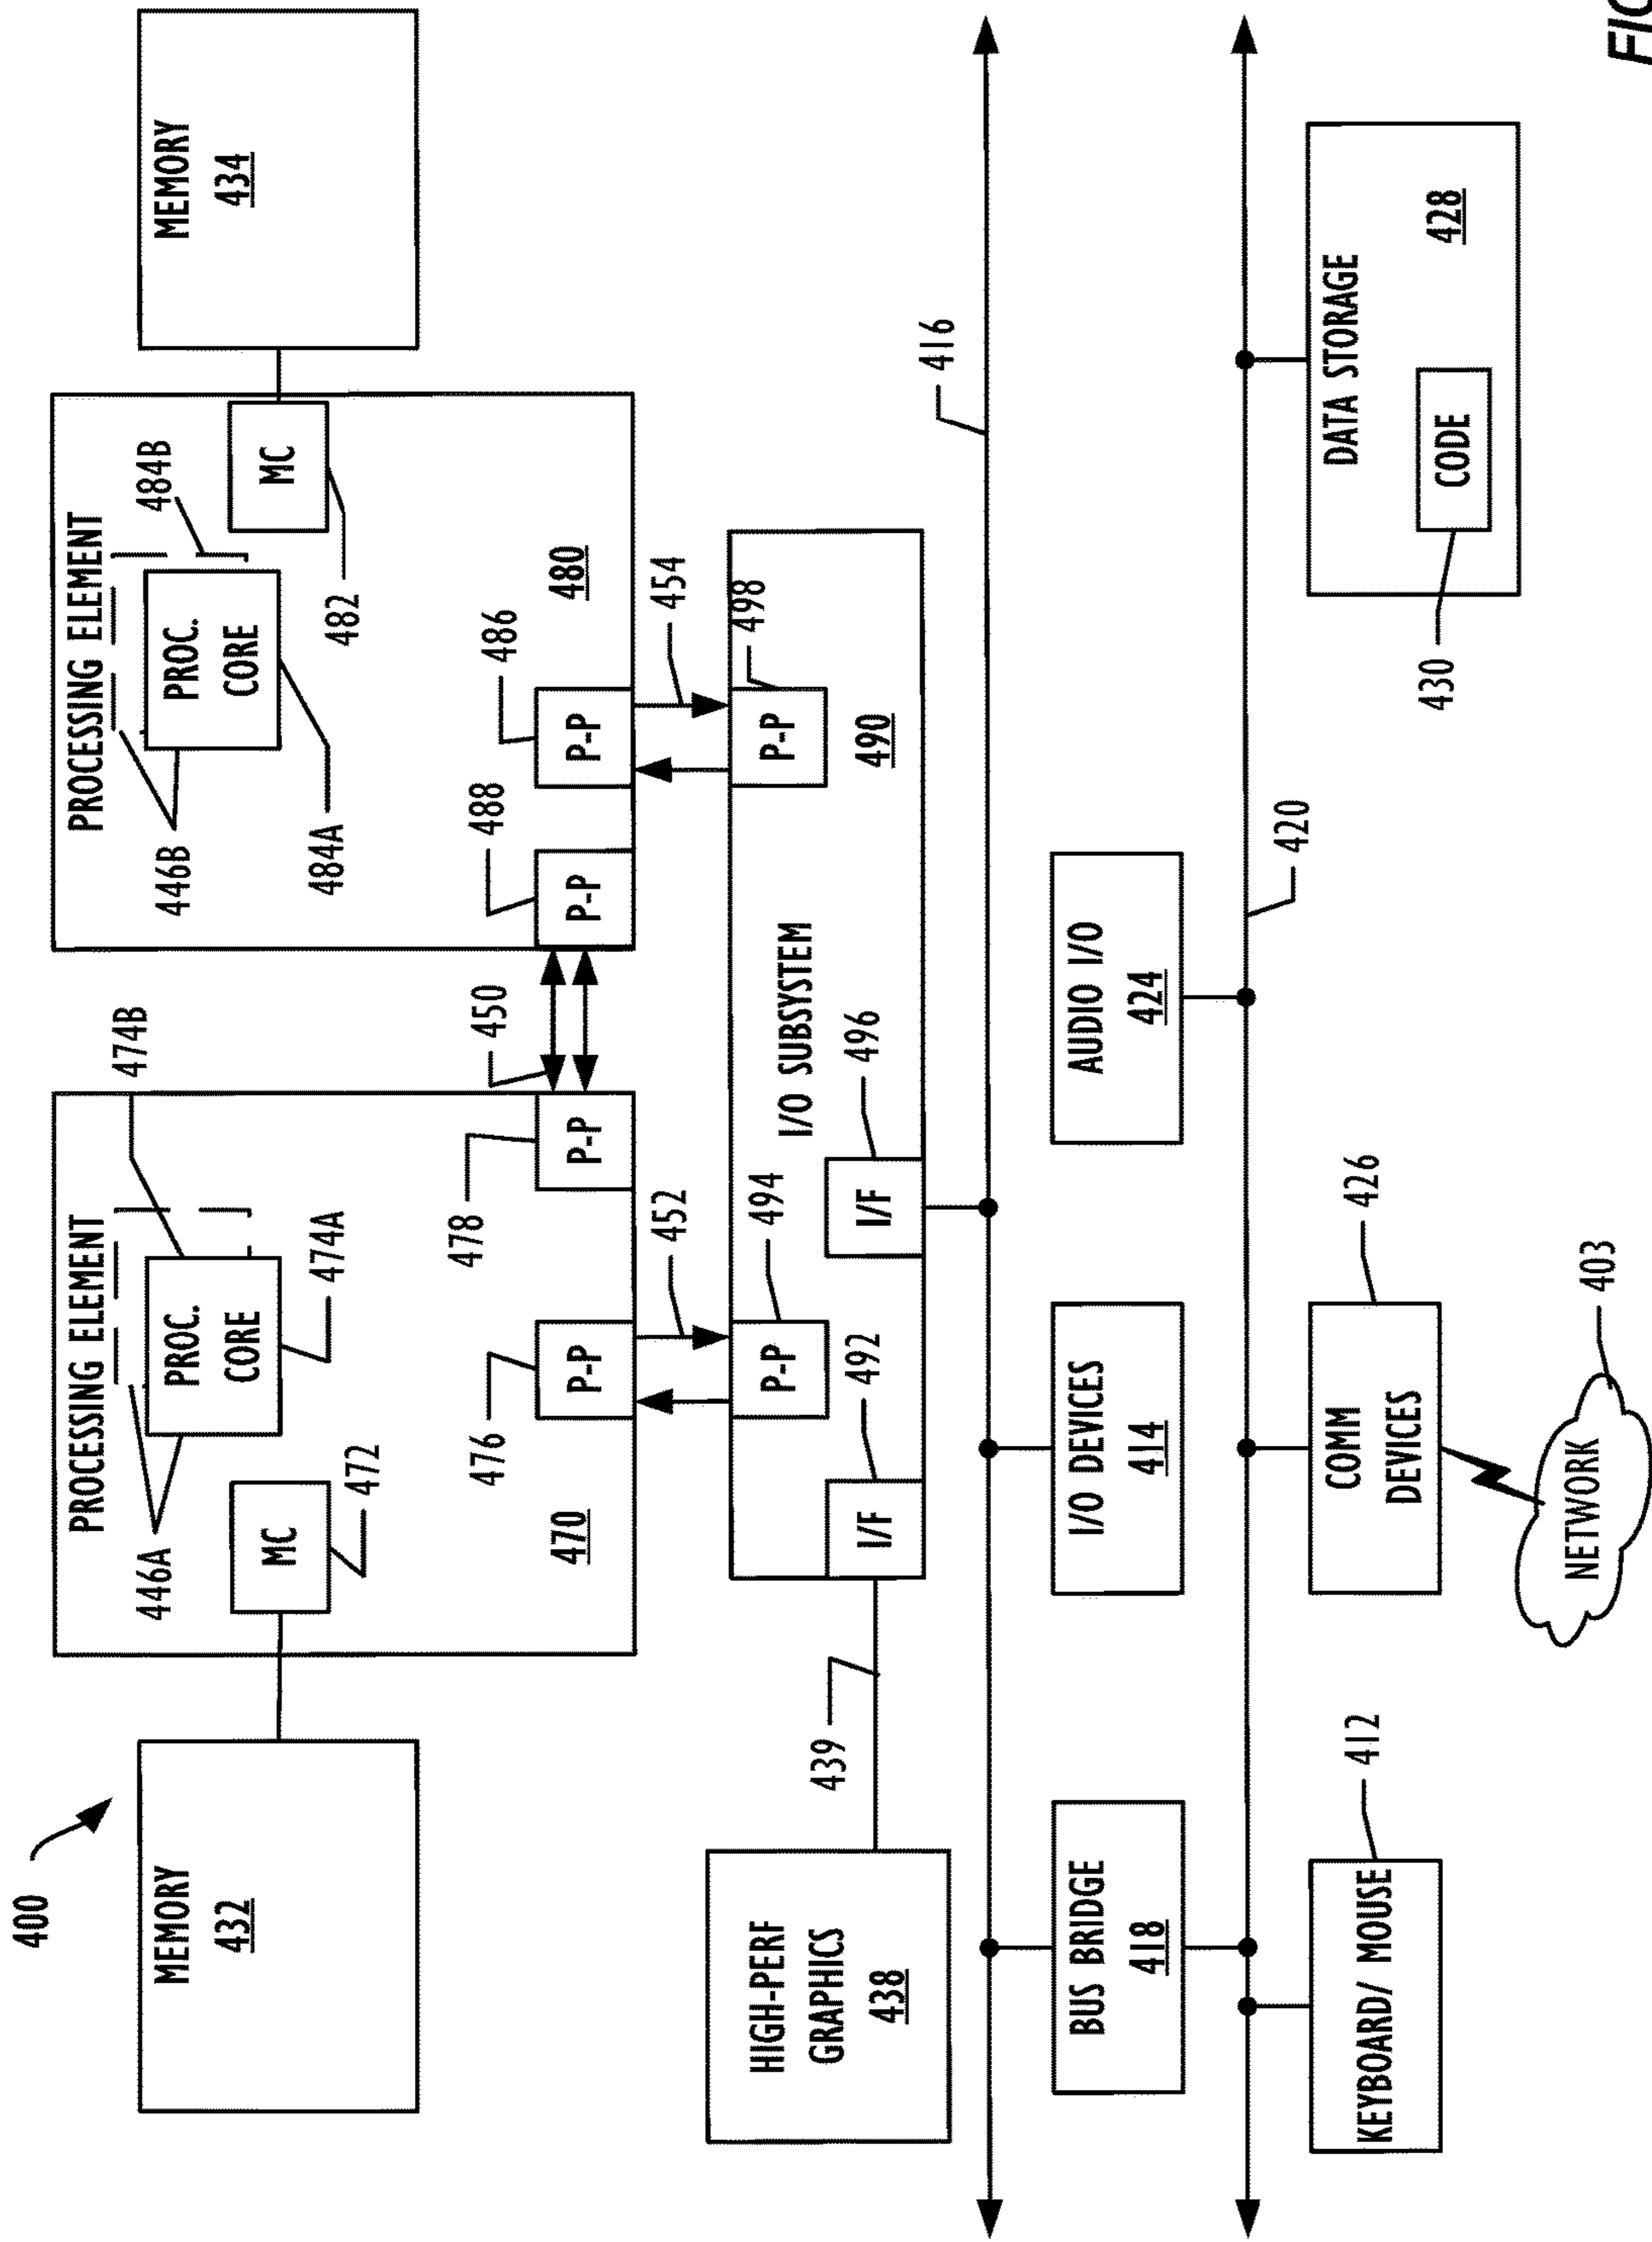 400
MEMORY
432
PROCESSING ELEMENT
446A
PROC.
CORE
474B
474A
MC
472
470
476
P-P
478
P-P
450
PROCESSING ELEMENT
446B
PROC.
CORE
484B
484A
MC
482
480
488
P-P
486
P-P
MEMORY
434
452
454
HIGH-PERF
GRAPHICS
438
439
I/O SUBSYSTEM
490
P-P
494
P-P
498
I/F
492
I/F
496
416
BUS BRIDGE
418
I/O DEVICES
414
AUDIO I/O
424
420
KEYBOARD/ MOUSE
412
COMM
DEVICES
426
NETWORK
403
DATA STORAGE
428
CODE
430